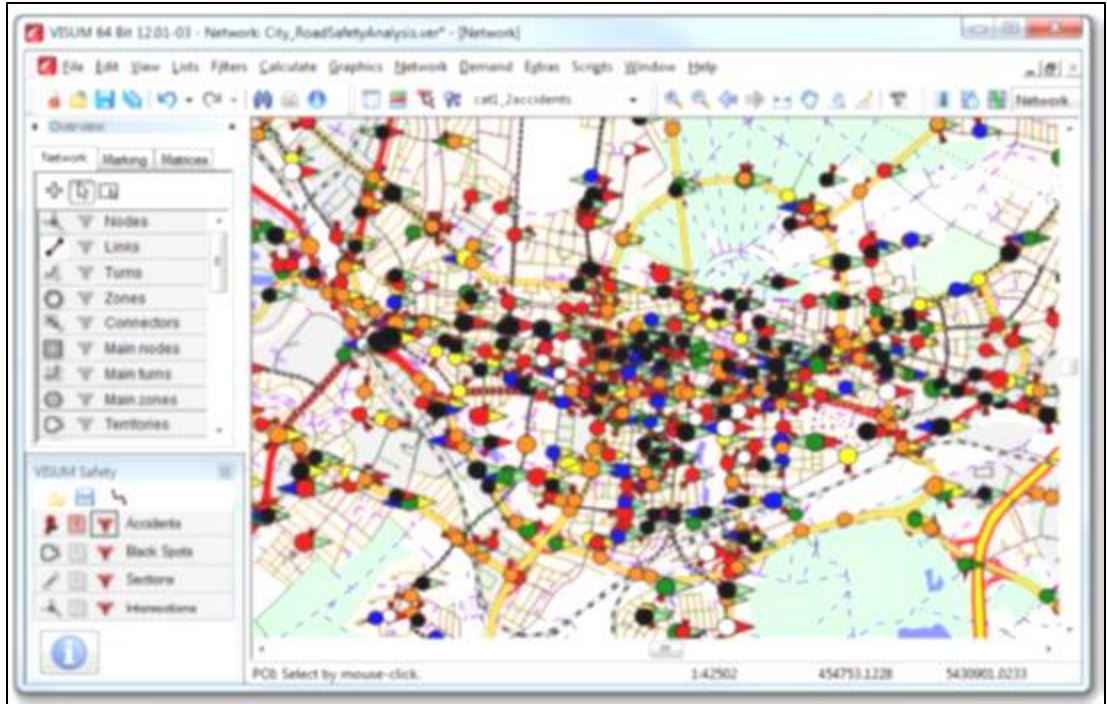 VISUM 64 Bit 12.01-03 - Network: City_RoadSafetyAnalysis.ver* - [Network]
File Edit View Lists Filters Calculate Graphics Network Demand Extras Scripts Window Help
cat1_2accidents
Network
Overview
Network Marking Matrices
Nodes
Links
Turns
Zones
Connectors
Main nodes
Main turns
Main zones
Territories
VISUM Safety
Accidents
Black Spots
Sections
Intersections
POI: Select by mouse-click. 1:42502 454753.1228 5430901.0233